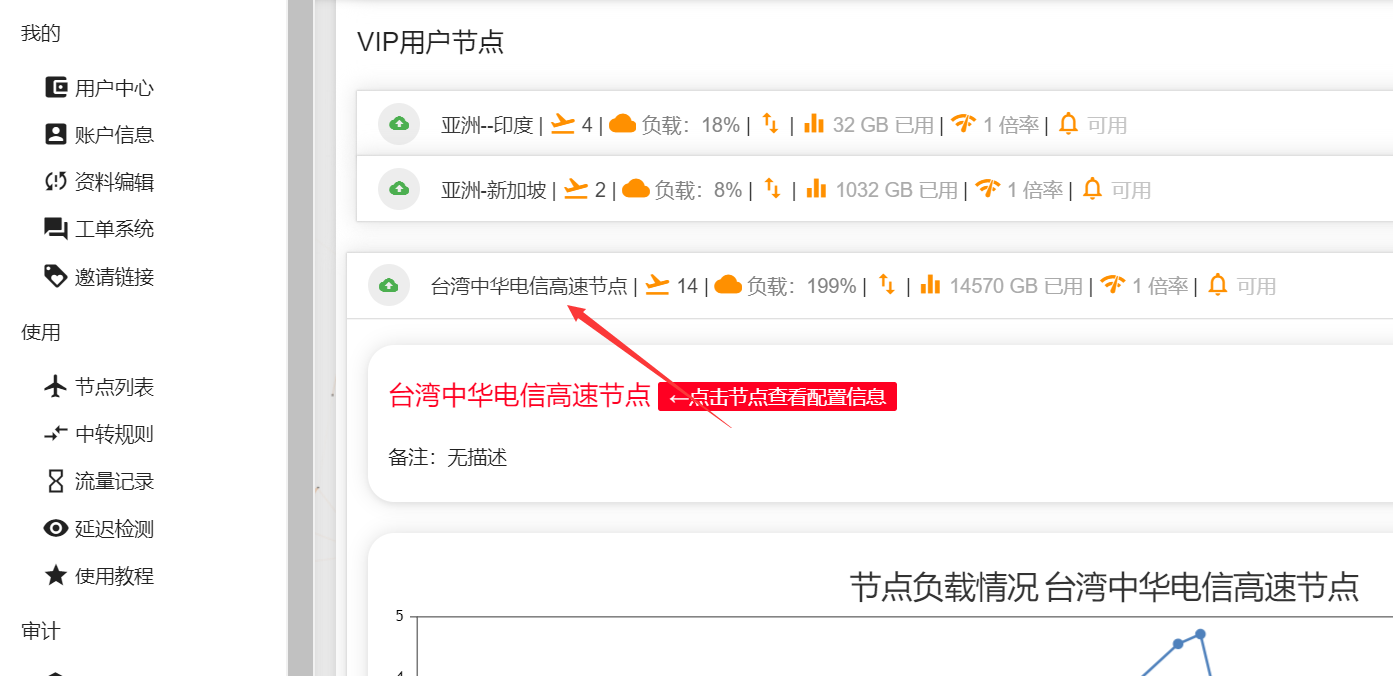 我的
用户中心
账户信息
资料编辑
工单系统
邀请链接
使用
节点列表
中转规则
流量记录
延迟检测
使用教程
审计
VIP用户节点
亚洲--印度 | 4 | 负载：18% | | 32 GB 已用 | 1 倍率 | 可用
亚洲-新加坡 | 2 | 负载：8% | | 1032 GB 已用 | 1 倍率 | 可用
台湾中华电信高速节点 | 14 | 负载：199% | | 14570 GB 已用 | 1 倍率 | 可用
台湾中华电信高速节点 ←点击节点查看配置信息
备注：无描述
节点负载情况 台湾中华电信高速节点
5
4